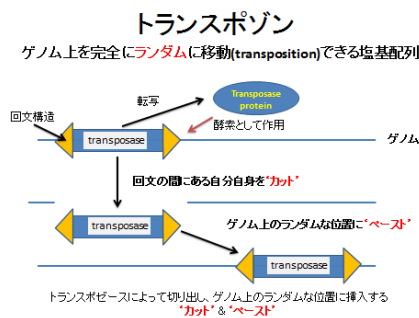 トランスポゾン
ゲノム上を完全にランダムに移動(transposition)できる塩基配列
転写
Transposase
protein
回文構造
酵素として作用
transposase
ゲノム
回文の間にある自分自身を‘カット’
ゲノム上のランダムな位置に‘ペースト’
transposase
transposase
トランスポゼースによって切り出し、ゲノム上のランダムな位置に挿入する
‘カット’ & ‘ペースト’